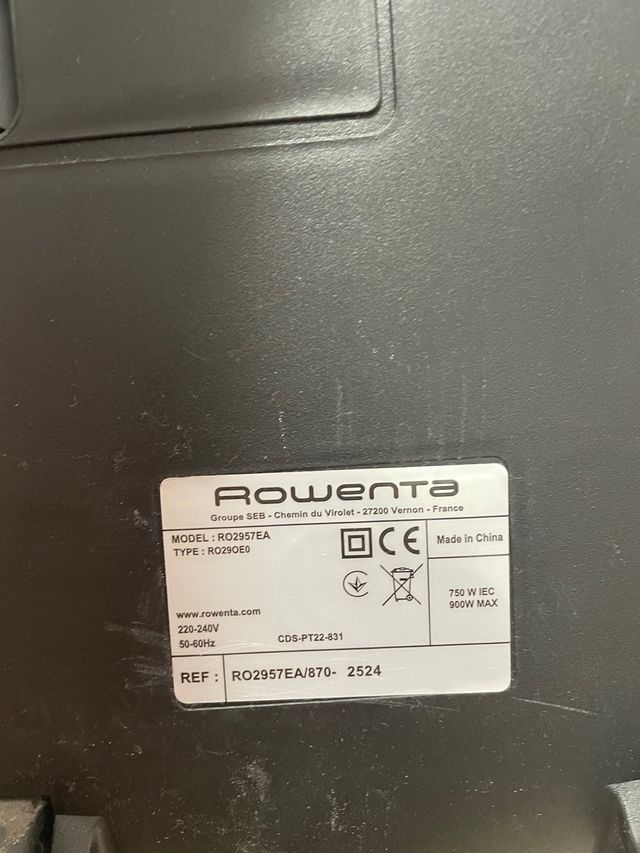 Rowenta
Groupe SEB - Chemin du Virolet - 27200 Vernon - France
MODEL : RO2957EA
TYPE : RO29OE0
CE
Made in China
750 W IEC
900W MAX
www.rowenta.com
220-240V
50-60Hz
CDS-PT22-831
REF : RO2957EA/870- 2524